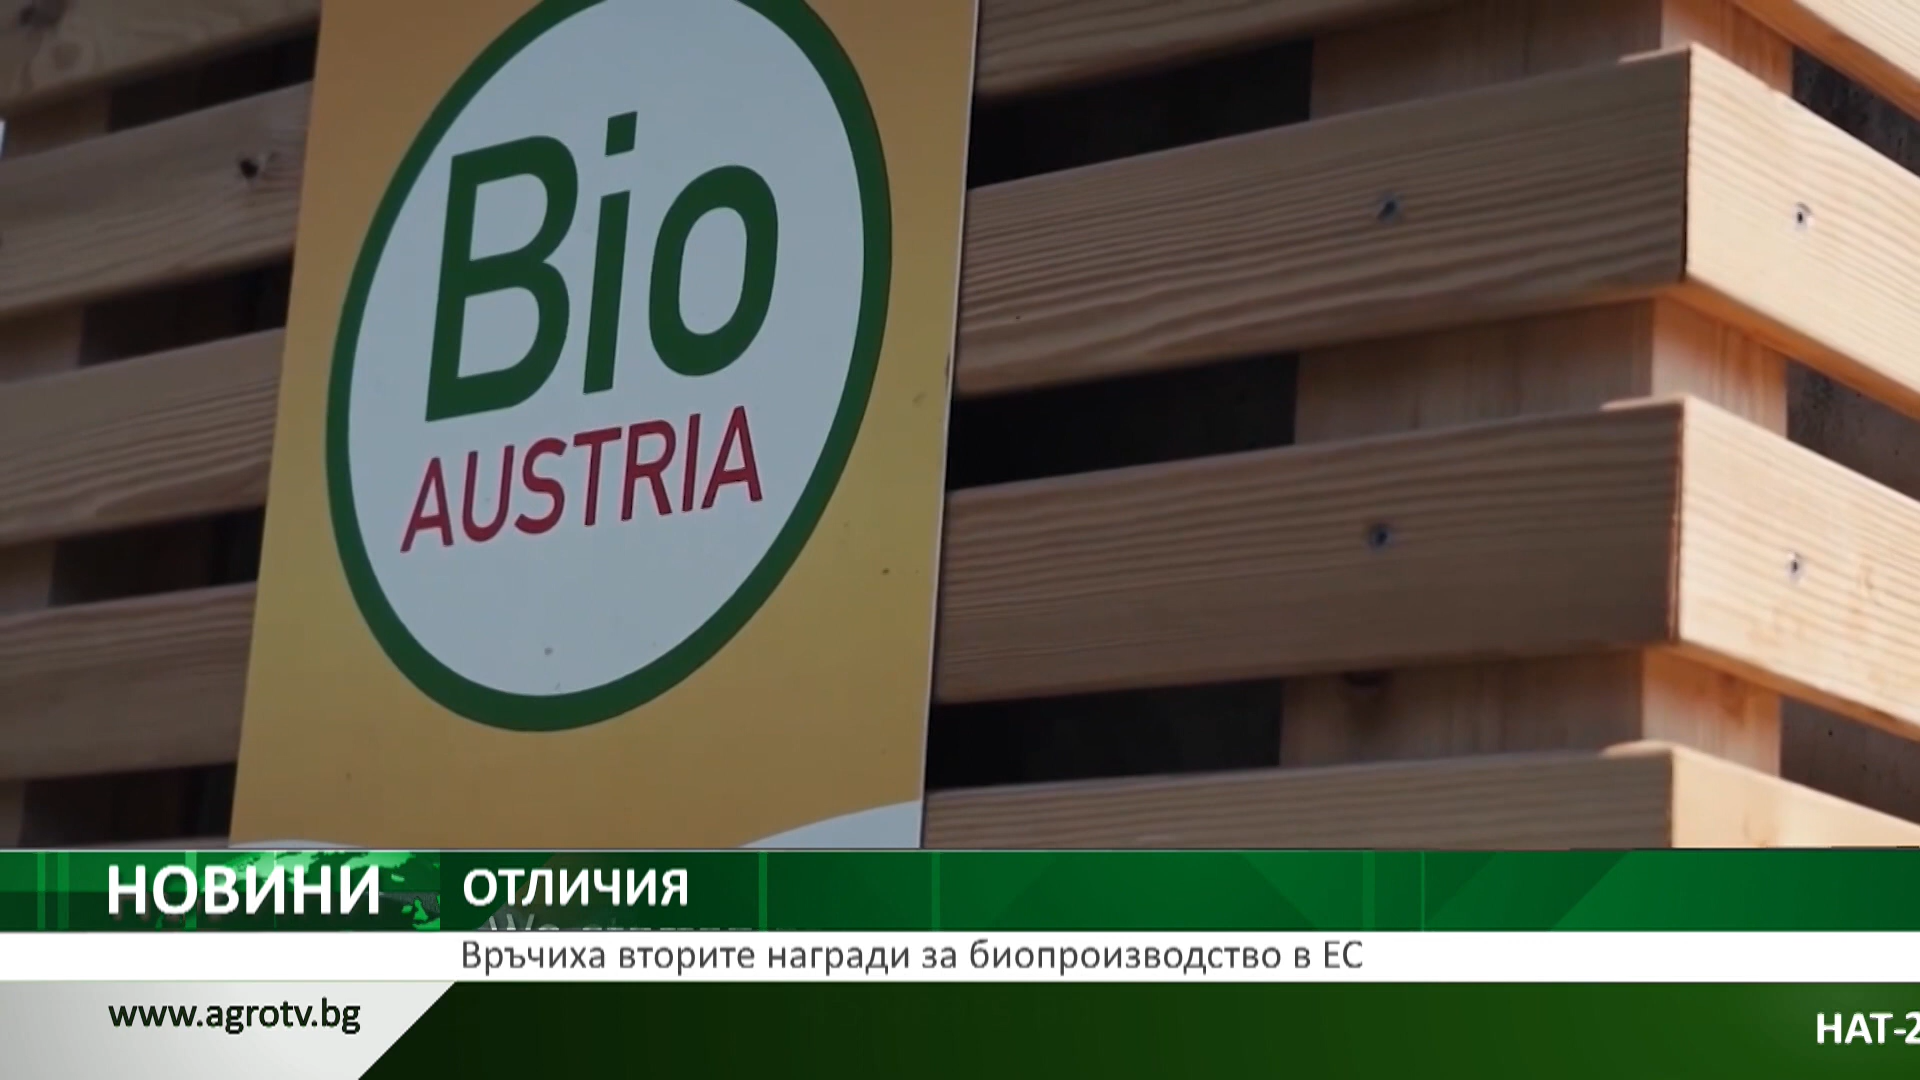 Bio
AUSTRIA
НОВИНИ
ОТЛИЧИЯ
Връчиха вторите награди за биопроизводство в ЕС
www.agrotv.bg
НАТ-2